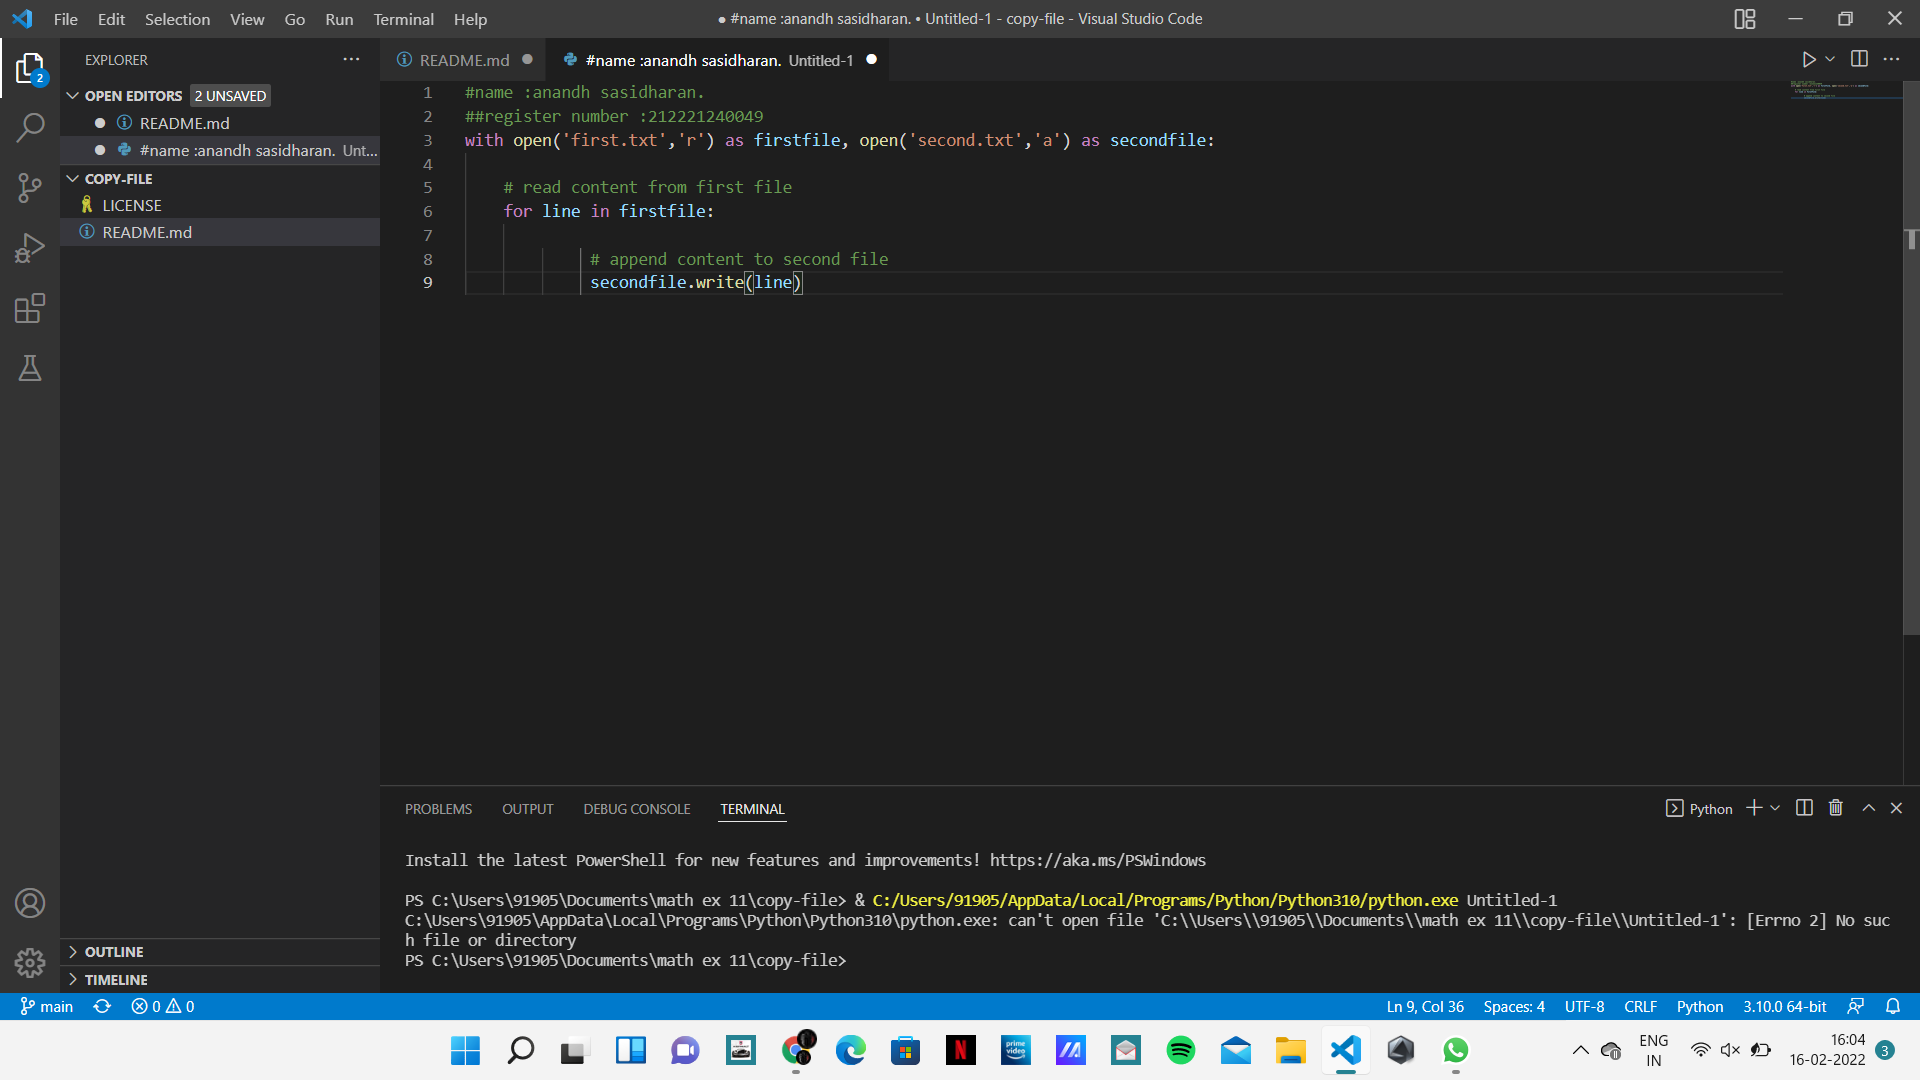 File Edit Selection View Go Run Terminal Help
● #name :anandh sasidharan. • Untitled-1 - copy-file - Visual Studio Code
EXPLORER
OPEN EDITORS 2 UNSAVED
README.md
#name :anandh sasidharan. Unt...
COPY-FILE
LICENSE
README.md
OUTLINE
TIMELINE
2
README.md
#name :anandh sasidharan. Untitled-1
1 #name :anandh sasidharan.
2 ##register number :212221240049
3 with open('first.txt','r') as firstfile, open('second.txt','a') as secondfile:
4
5 # read content from first file
6 for line in firstfile:
7
8 # append content to second file
9 secondfile.write(line)
PROBLEMS OUTPUT DEBUG CONSOLE TERMINAL
Python
Install the latest PowerShell for new features and improvements! https://aka.ms/PSWindows
PS C:\Users\91905\Documents\math ex 11\copy-file> & C:/Users/91905/AppData/Local/Programs/Python/Python310/python.exe Untitled-1
C:\Users\91905\AppData\Local\Programs\Python\Python310\python.exe: can't open file 'C:\\Users\\91905\\Documents\\math ex 11\\copy-file\\Untitled-1': [Errno 2] No suc
h file or directory
PS C:\Users\91905\Documents\math ex 11\copy-file>
main 0 0
Ln 9, Col 36 Spaces: 4 UTF-8 CRLF Python 3.10.0 64-bit
N
prime
video
ENG
IN
16:04
16-02-2022
3